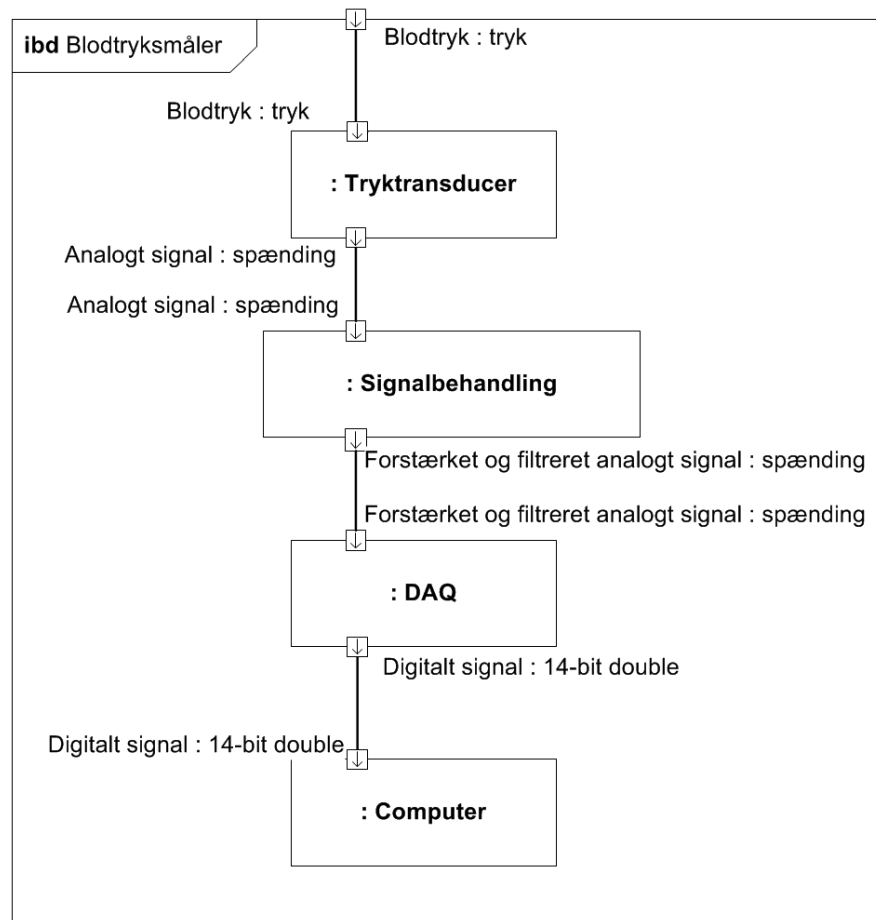 ibd Blodtryksmåler
Blodtryk : tryk
Blodtryk : tryk
: Tryktransducer
Analogt signal : spænding
Analogt signal : spænding
: Signalbehandling
Forstærket og filtreret analogt signal : spænding
Forstærket og filtreret analogt signal : spænding
: DAQ
Digitalt signal : 14-bit double
Digitalt signal : 14-bit double
: Computer